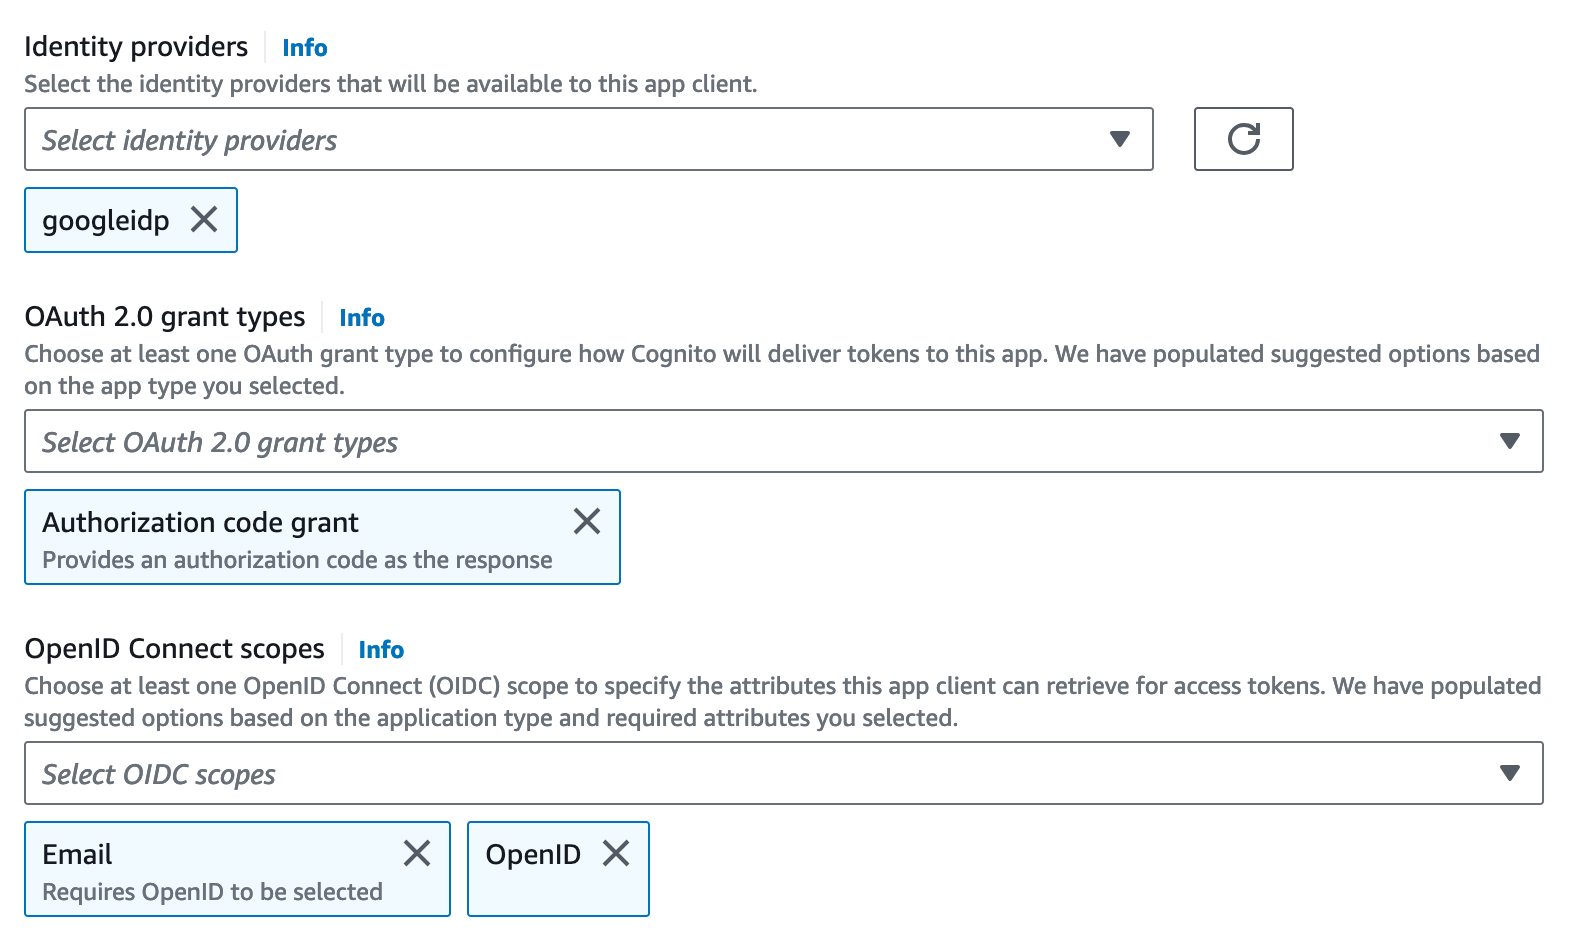 Identity providers Info
Select the identity providers that will be available to this app client.
Select identity providers
googleidp
OAuth 2.0 grant types Info
Choose at least one OAuth grant type to configure how Cognito will deliver tokens to this app. We have populated suggested options based
on the app type you selected.
Select OAuth 2.0 grant types
Authorization code grant
Provides an authorization code as the response
OpenID Connect scopes Info
Choose at least one OpenID Connect (OIDC) scope to specify the attributes this app client can retrieve for access tokens. We have populated
suggested options based on the application type and required attributes you selected.
Select OIDC scopes
Email OpenID
Requires OpenID to be selected